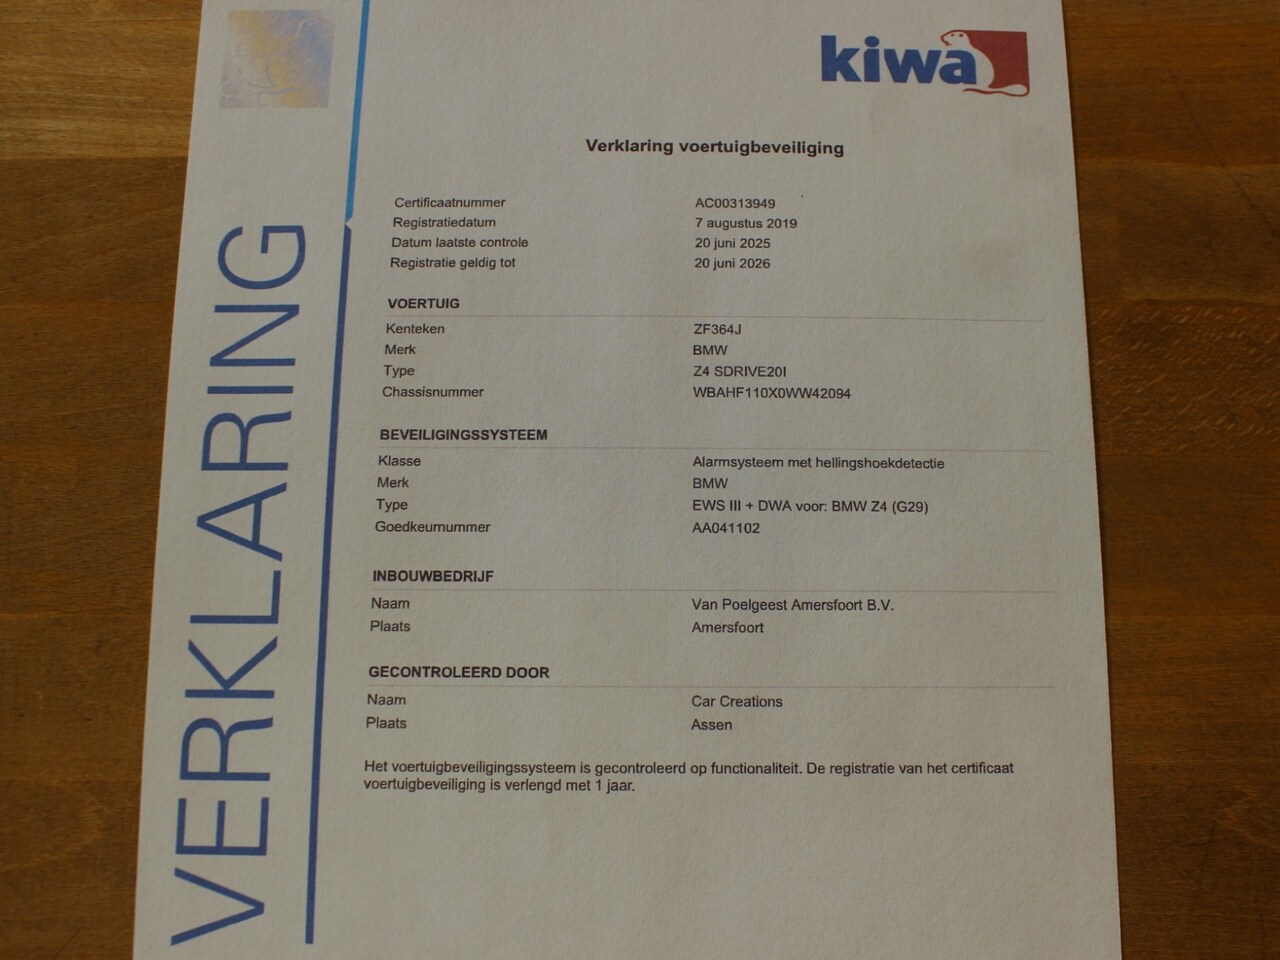 kiwa
Verklaring voertuigbeveiliging
Certificaatnummer AC00313949
Registratiedatum 7 augustus 2019
Datum laatste controle 20 juni 2025
Registratie geldig tot 20 juni 2026
VOERTUIG
Kenteken ZF364J
Merk BMW
Type Z4 SDRIVE20I
Chassisnummer WBAHF110X0WW42094
BEVEILIGINGSSYSTEEM
Klasse Alarmsysteem met hellingshoekdetectie
Merk BMW
Type EWS III + DWA voor: BMW Z4 (G29)
Goedkeurnummer AA041102
INBOUWBEDRIJF
Naam Van Poelgeest Amersfoort B.V.
Plaats Amersfoort
GECONTROLEERD DOOR
Naam Car Creations
Plaats Assen
Het voertuigbeveiligingssysteem is gecontroleerd op functionaliteit. De registratie van het certificaat
voertuigbeveiliging is verlengd met 1 jaar.
VERKLARING